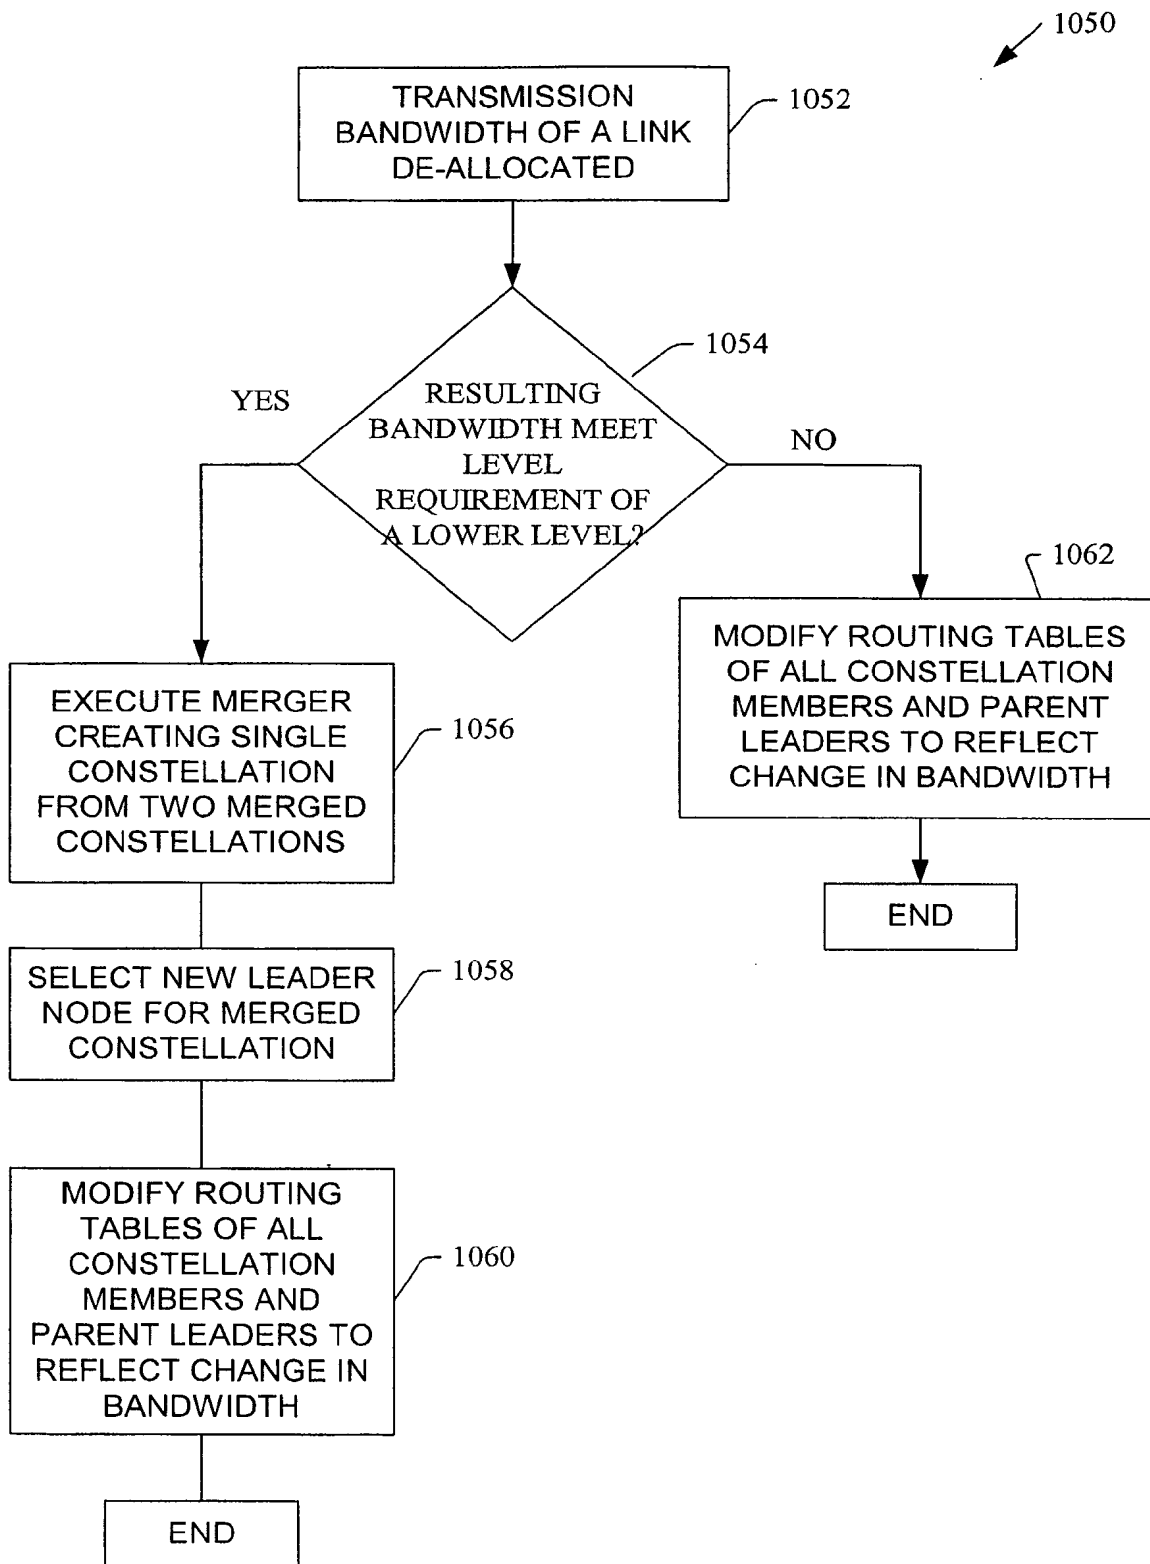 1050
TRANSMISSION
BANDWIDTH OF A LINK
DE-ALLOCATED
1052
1054
YES
RESULTING
BANDWIDTH MEET
LEVEL
REQUIREMENT OF
A LOWER LEVEL?
NO
1062
MODIFY ROUTING TABLES
OF ALL CONSTELLATION
MEMBERS AND PARENT
LEADERS TO REFLECT
CHANGE IN BANDWIDTH
END
EXECUTE MERGER
CREATING SINGLE
CONSTELLATION
FROM TWO MERGED
CONSTELLATIONS
1056
SELECT NEW LEADER
NODE FOR MERGED
CONSTELLATION
1058
MODIFY ROUTING
TABLES OF ALL
CONSTELLATION
MEMBERS AND
PARENT LEADERS TO
REFLECT CHANGE IN
BANDWIDTH
1060
END